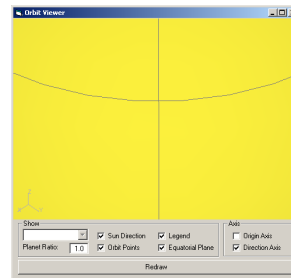 Orbit Viewer
Show
Axis
Sun Direction
Legend
Origin Axis
Planet Ratio: 1.0
Orbit Points
Equatorial Plane
Direction Axis
Redraw